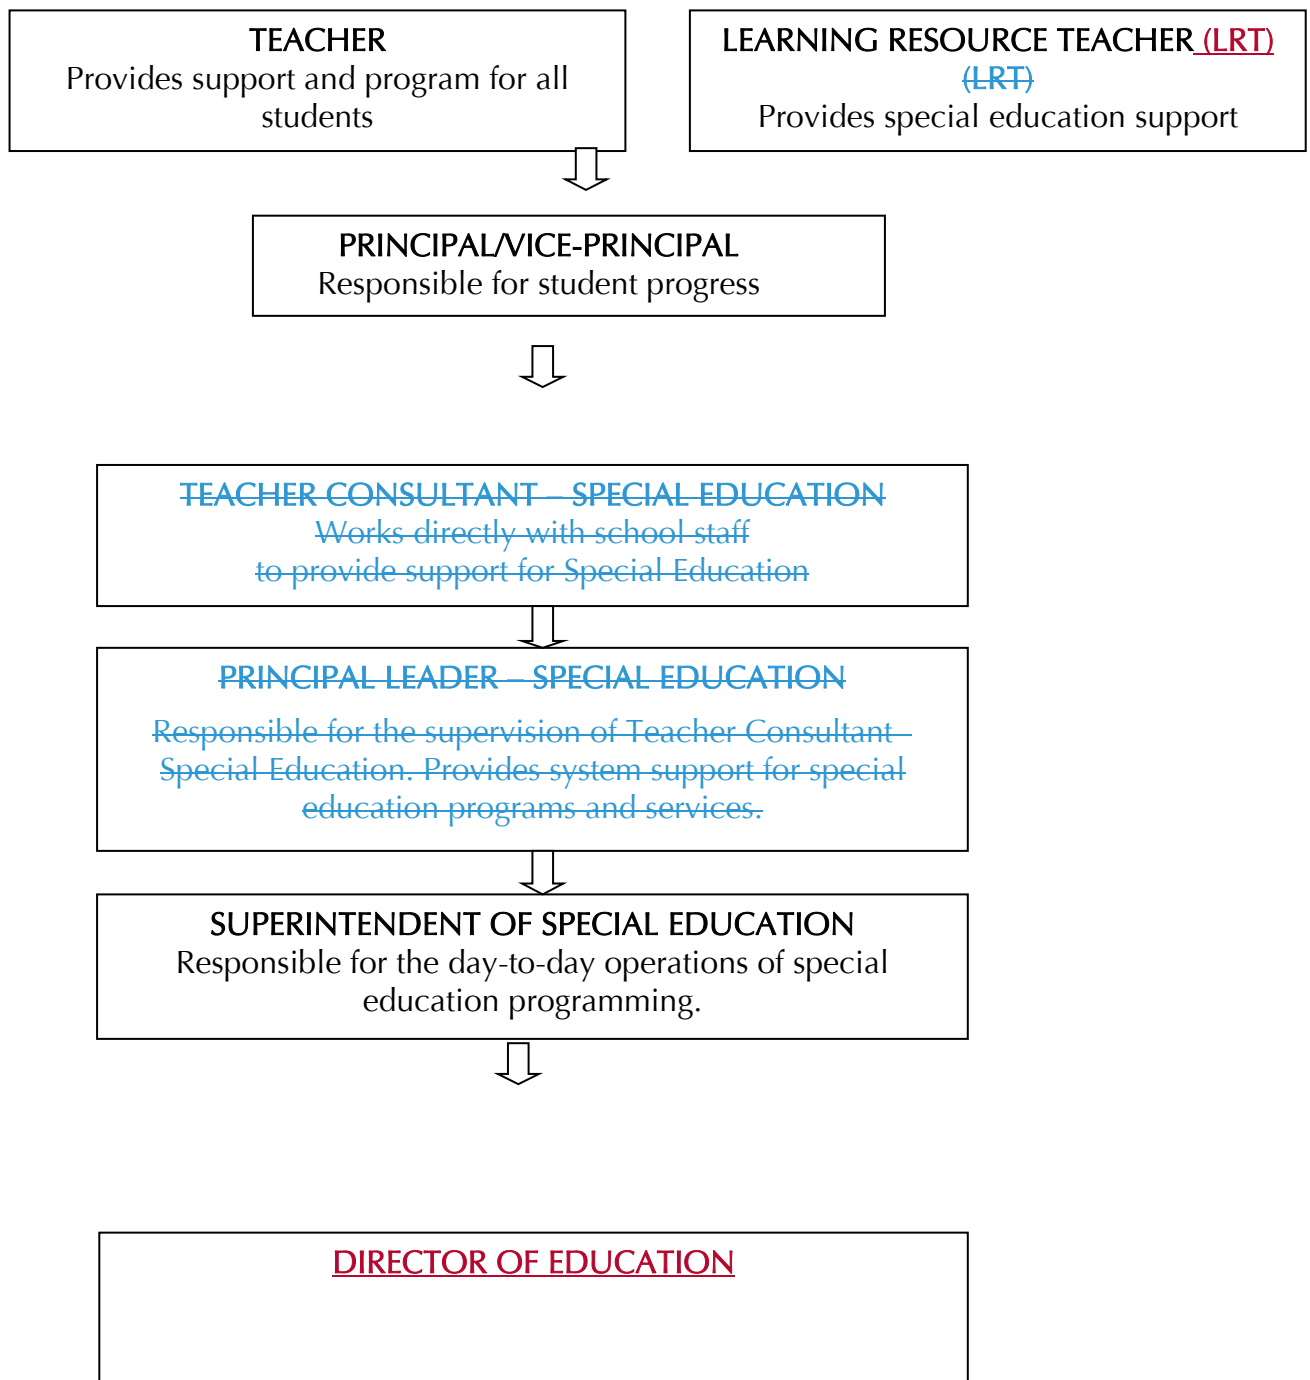 TEACHER
Provides support and program for all
students
LEARNING RESOURCE TEACHER (LRT)
(LRT)
Provides special education support
PRINCIPAL/VICE-PRINCIPAL
Responsible for student progress
TEACHER CONSULTANT – SPECIAL EDUCATION
Works directly with school staff
to provide support for Special Education
PRINCIPAL LEADER – SPECIAL EDUCATION
Responsible for the supervision of Teacher Consultant -
Special Education. Provides system support for special
education programs and services.
SUPERINTENDENT OF SPECIAL EDUCATION
Responsible for the day-to-day operations of special
education programming.
DIRECTOR OF EDUCATION